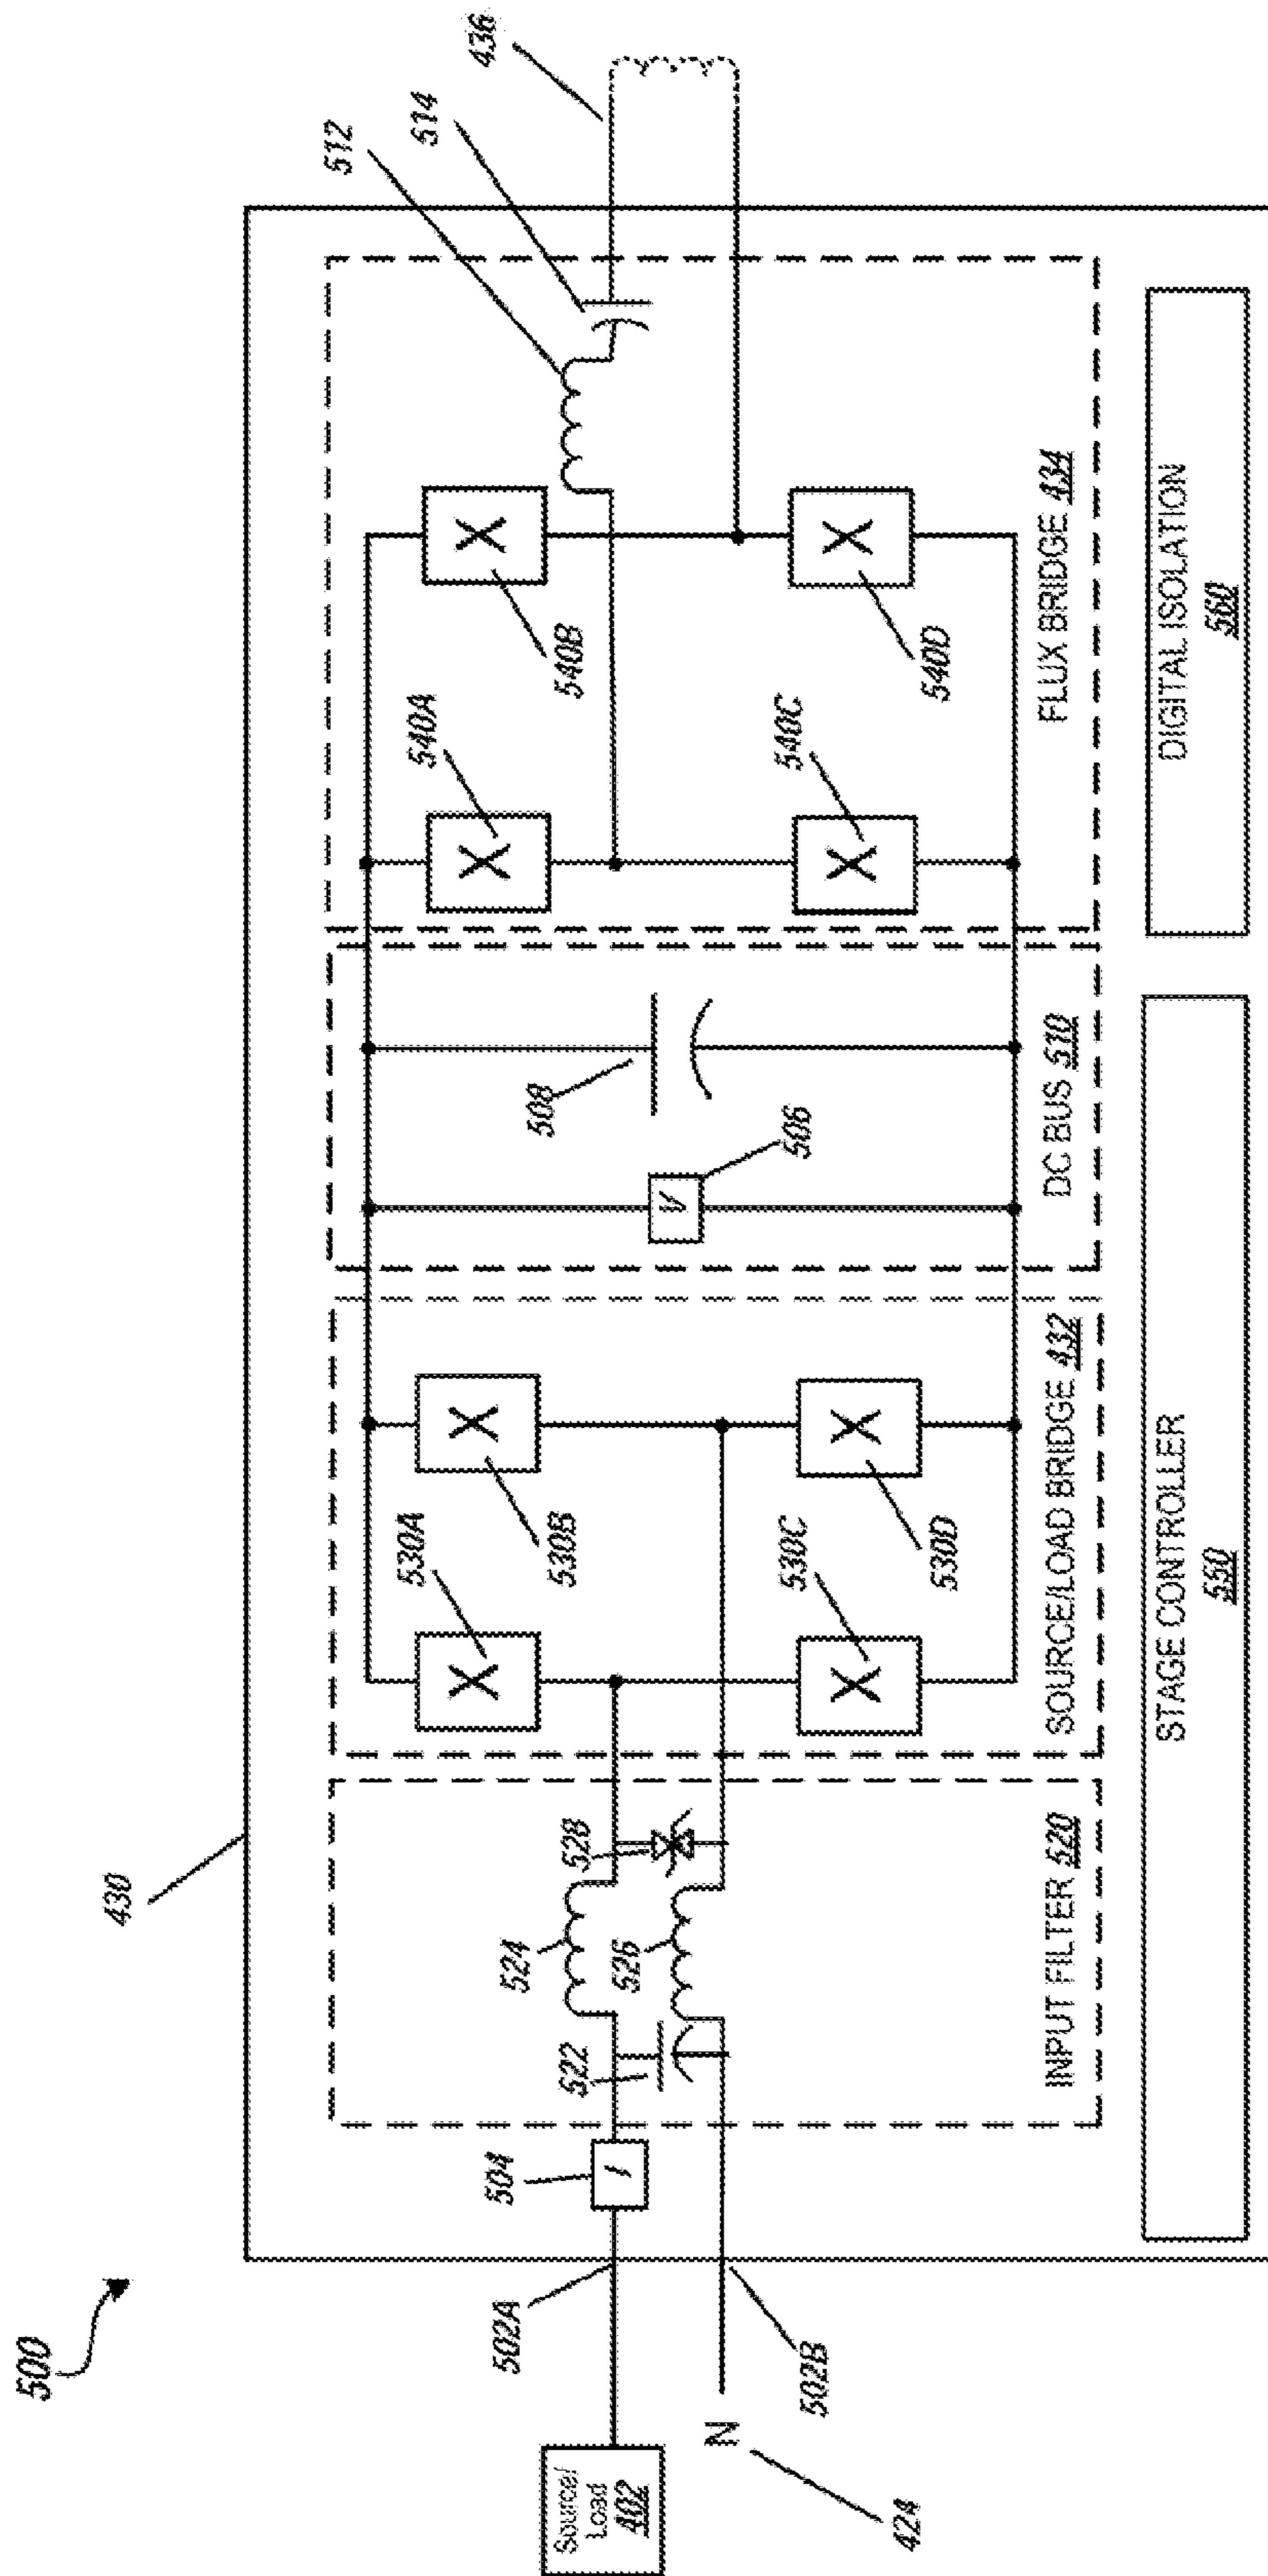 500
430
Source/
Load
402
N
424
502A
502B
504
I
522
524
526
528
INPUT FILTER 520
530A
530B
530C
530D
X
X
X
X
SOURCE/LOAD BRIDGE 432
508
506
V
DC BUS 510
540A
540B
540C
540D
X
X
X
X
512
514
436
FLUX BRIDGE 434
STAGE CONTROLLER
550
DIGITAL ISOLATION
560